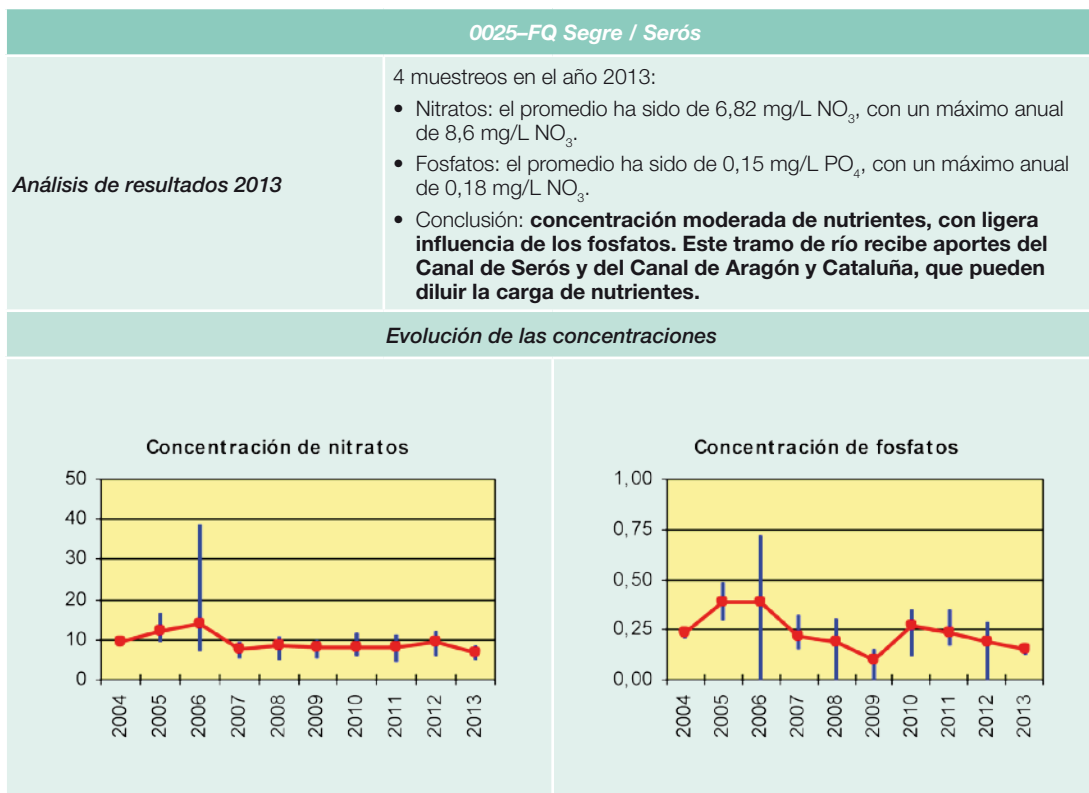 0025–FQ Segre / Serós
Análisis de resultados 2013
4 muestreos en el año 2013:
• Nitratos: el promedio ha sido de 6,82 mg/L NO₃, con un máximo anual
de 8,6 mg/L NO₃.
• Fosfatos: el promedio ha sido de 0,15 mg/L PO₄, con un máximo anual
de 0,18 mg/L NO₃.
• Conclusión: concentración moderada de nutrientes, con ligera
influencia de los fosfatos. Este tramo de río recibe aportes del
Canal de Serós y del Canal de Aragón y Cataluña, que pueden
diluir la carga de nutrientes.
Evolución de las concentraciones
Concentración de nitratos
50
40
30
20
10
0
2004
2005
2006
2007
2008
2009
2010
2011
2012
2013
Concentración de fosfatos
1,00
0,75
0,50
0,25
0,00
2004
2005
2006
2007
2008
2009
2010
2011
2012
2013